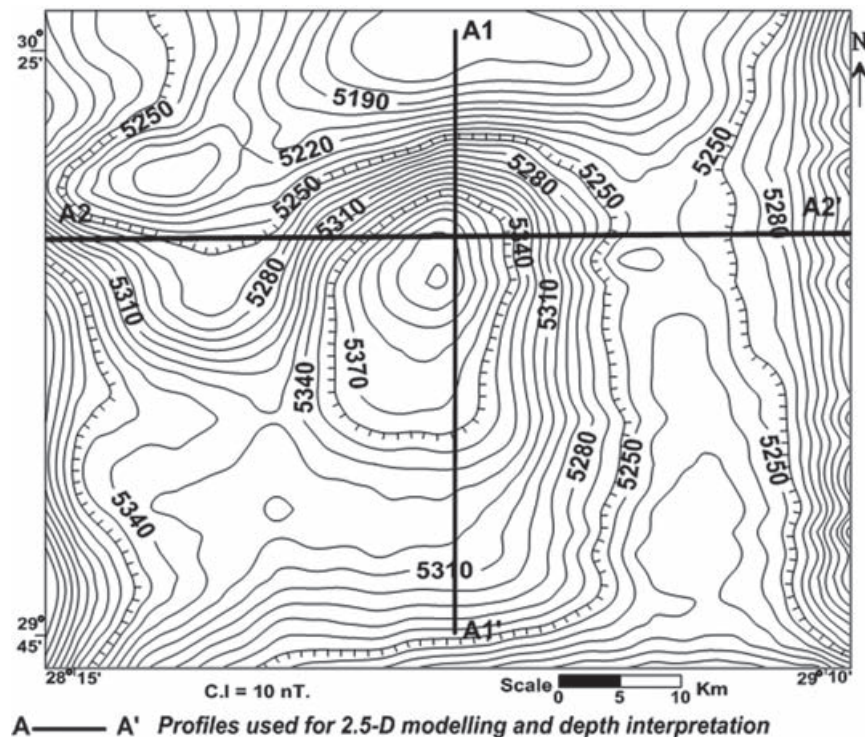 A1
N
30°
25'
5190
5250
5220
5250
5280
5250
5250
A2
5310
5280
A2'
5340
5280
5310
5310
5340
5370
5280
5250
5250
5340
5310
29°
45'
A1'
28°15'
29°10'
C.I = 10 nT.
Scale
0 5 10 Km
A A' Profiles used for 2.5-D modelling and depth interpretation